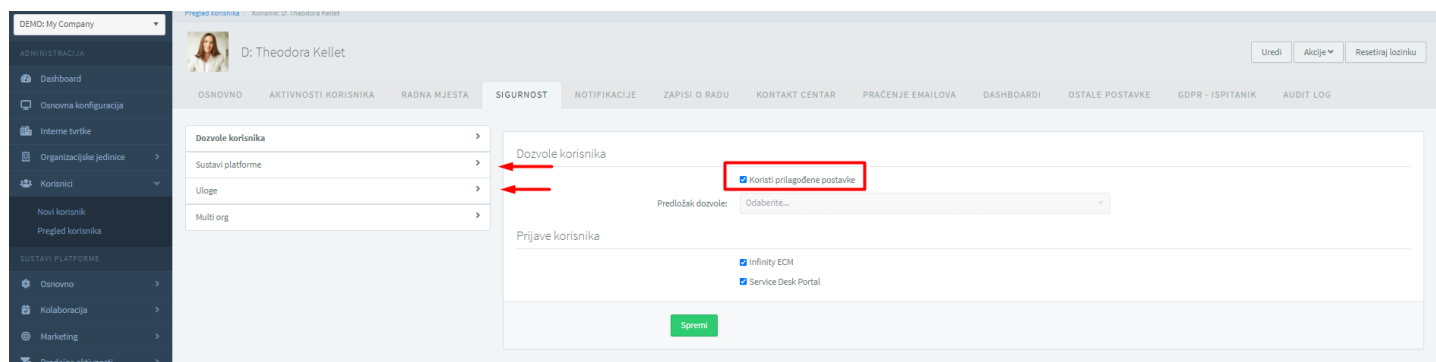 DEMO: My Company
Pregled korisnika Korisnik: D: Theodora Kellet
ADMINISTRACIJA
D: Theodora Kellet
Uredi Akcije Resetiraj lozinku
Dashboard
Osnovna konfiguracija
Interne tvrtke
Organizacijske jedinice
Korisnici
Novi korisnik
Pregled korisnika
SUSTAVI PLATFORME
Osnovno
Kolaboracija
Marketing
Prodajne aktivnosti
OSNOVNO AKTIVNOSTI KORISNIKA RADNA MJESTA SIGURNOST NOTIFIKACIJE ZAPISI O RADU KONTAKT CENTAR PRAĆENJE EMAILOVA DASHBOARDI OSTALE POSTAVKE GDPR - ISPITANIK AUDIT LOG
Dozvole korisnika
Sustavi platforme
Uloge
Multi org
Dozvole korisnika
Koristi prilagođene postavke
Predložak dozvole: Odaberite...
Prijave korisnika
Infinity ECM
Service Desk Portal
Spremi